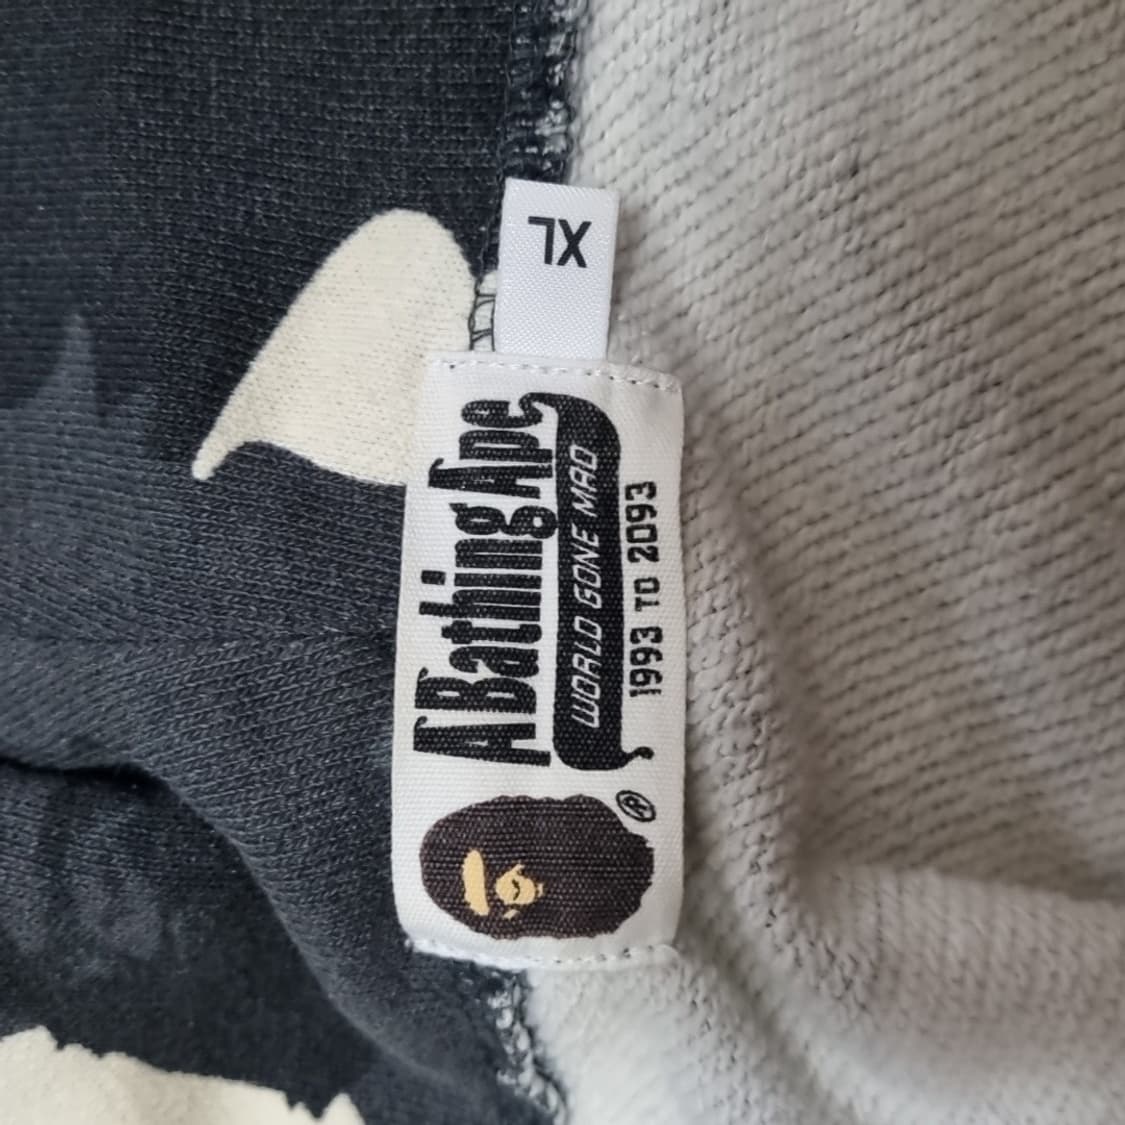 XL
A Bathing Ape
WORLD GONE MAD
1993 TO 2093
®